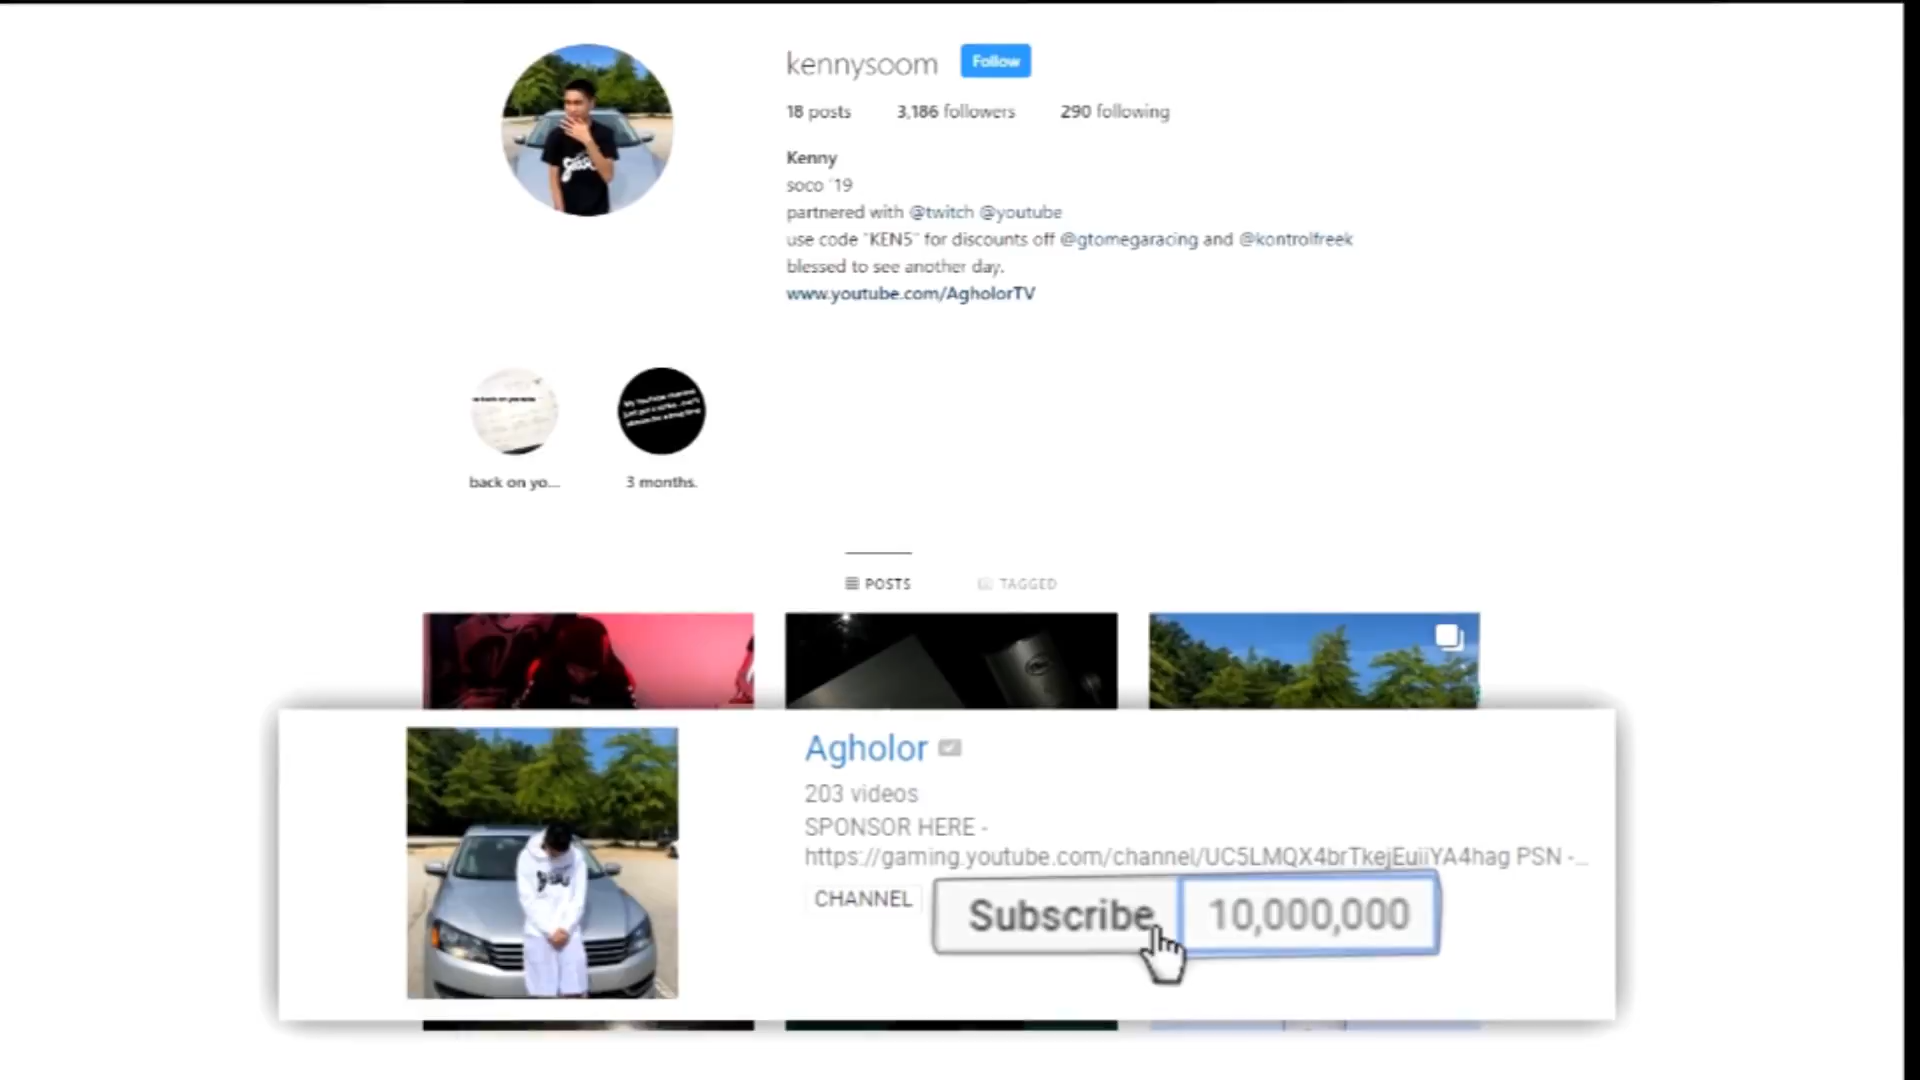 kennysoom Follow
18 posts 3,186 followers 290 following
Kenny
soco '19
partnered with @twitch @youtube
use code "KEN5" for discounts off @gtomegaracing and @kontrolfreek
blessed to see another day.
www.youtube.com/AgholorTV
back on yo... 3 months.
POSTS TAGGED
Agholor
203 videos
SPONSOR HERE -
https://gaming.youtube.com/channel/UC5LMQX4brTkejEuiiYA4hag PSN -...
CHANNEL Subscribe 10,000,000